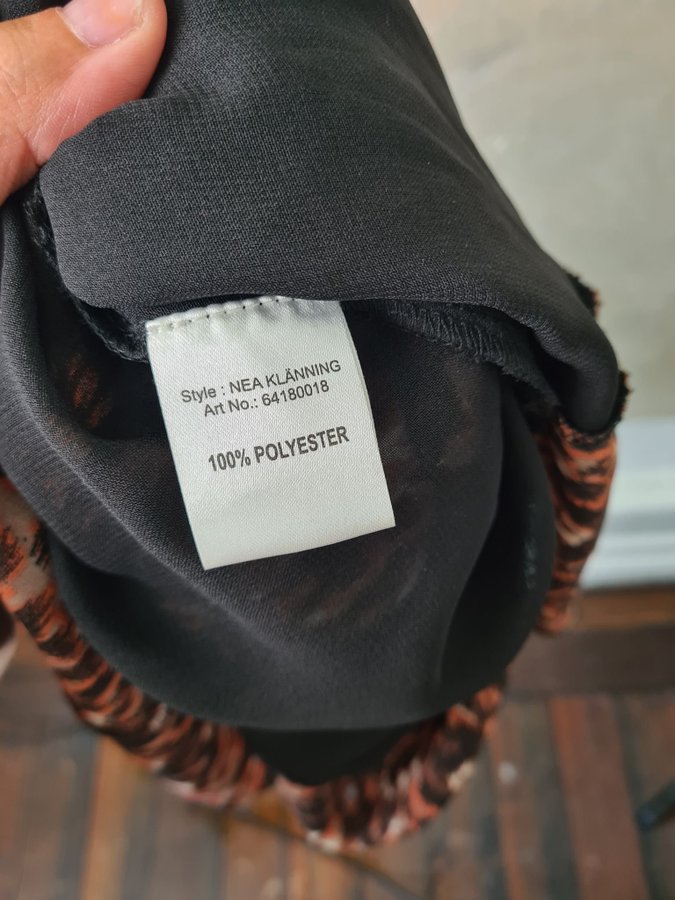 Style : NEA KLÄNNING
Art No.: 64180018
100% POLYESTER